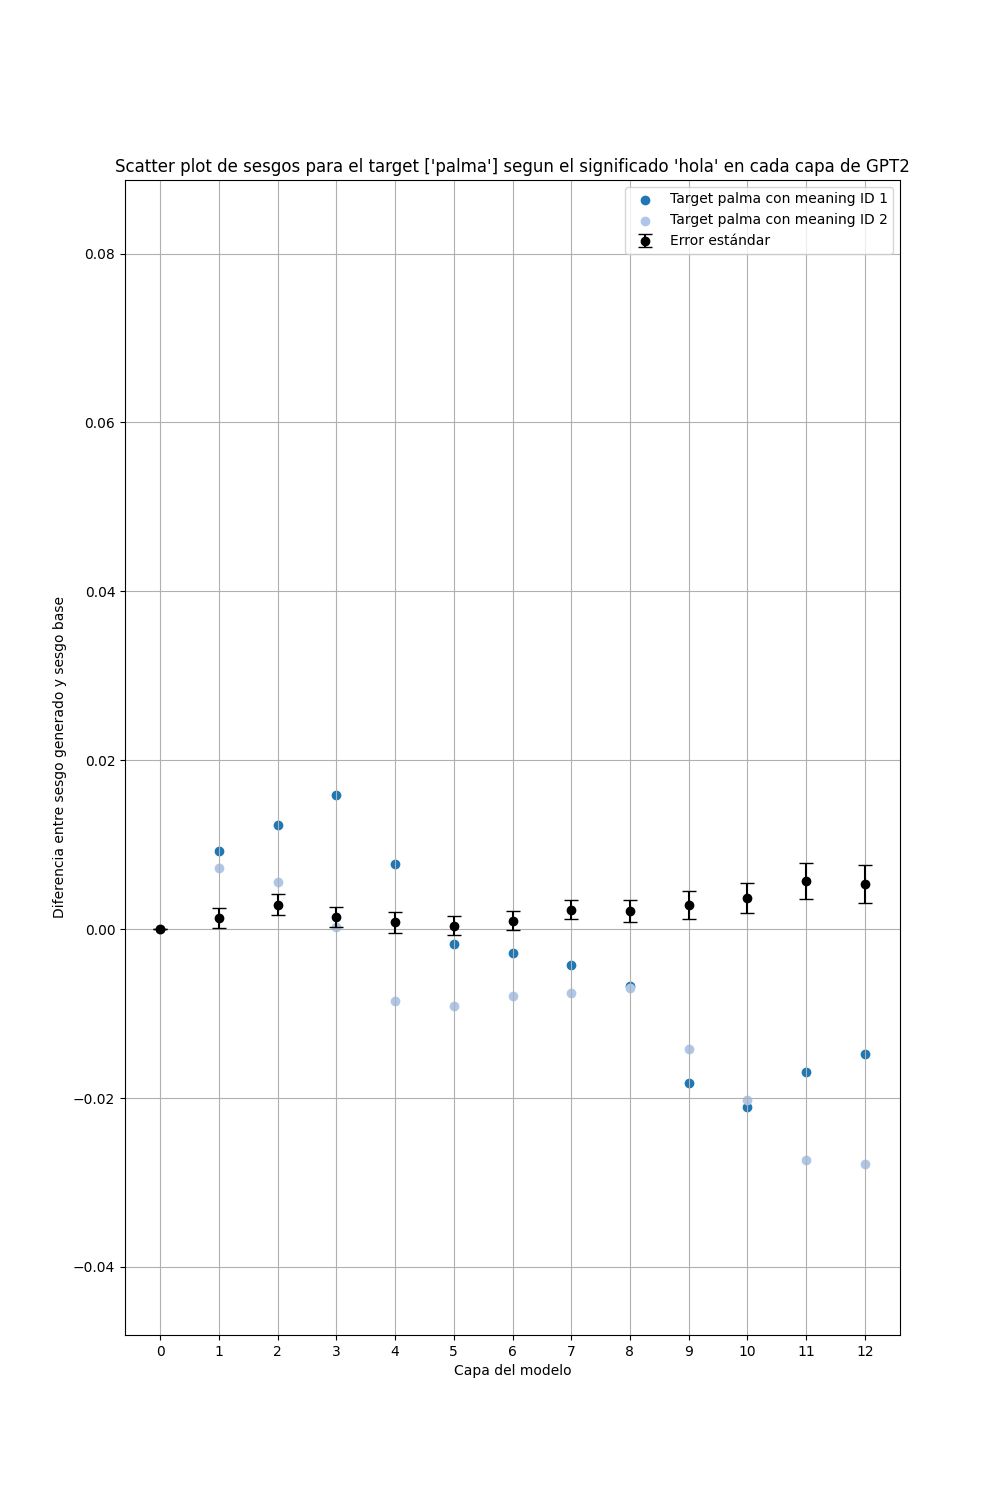 Scatter plot de sesgos para el target ['palma'] segun el significado 'hola' en cada capa de GPT2
Target palma con meaning ID 1
Target palma con meaning ID 2
Error estándar
0.08
0.06
0.04
0.02
0.00
−0.02
−0.04
Diferencia entre sesgo generado y sesgo base
0 1 2 3 4 5 6 7 8 9 10 11 12
Capa del modelo